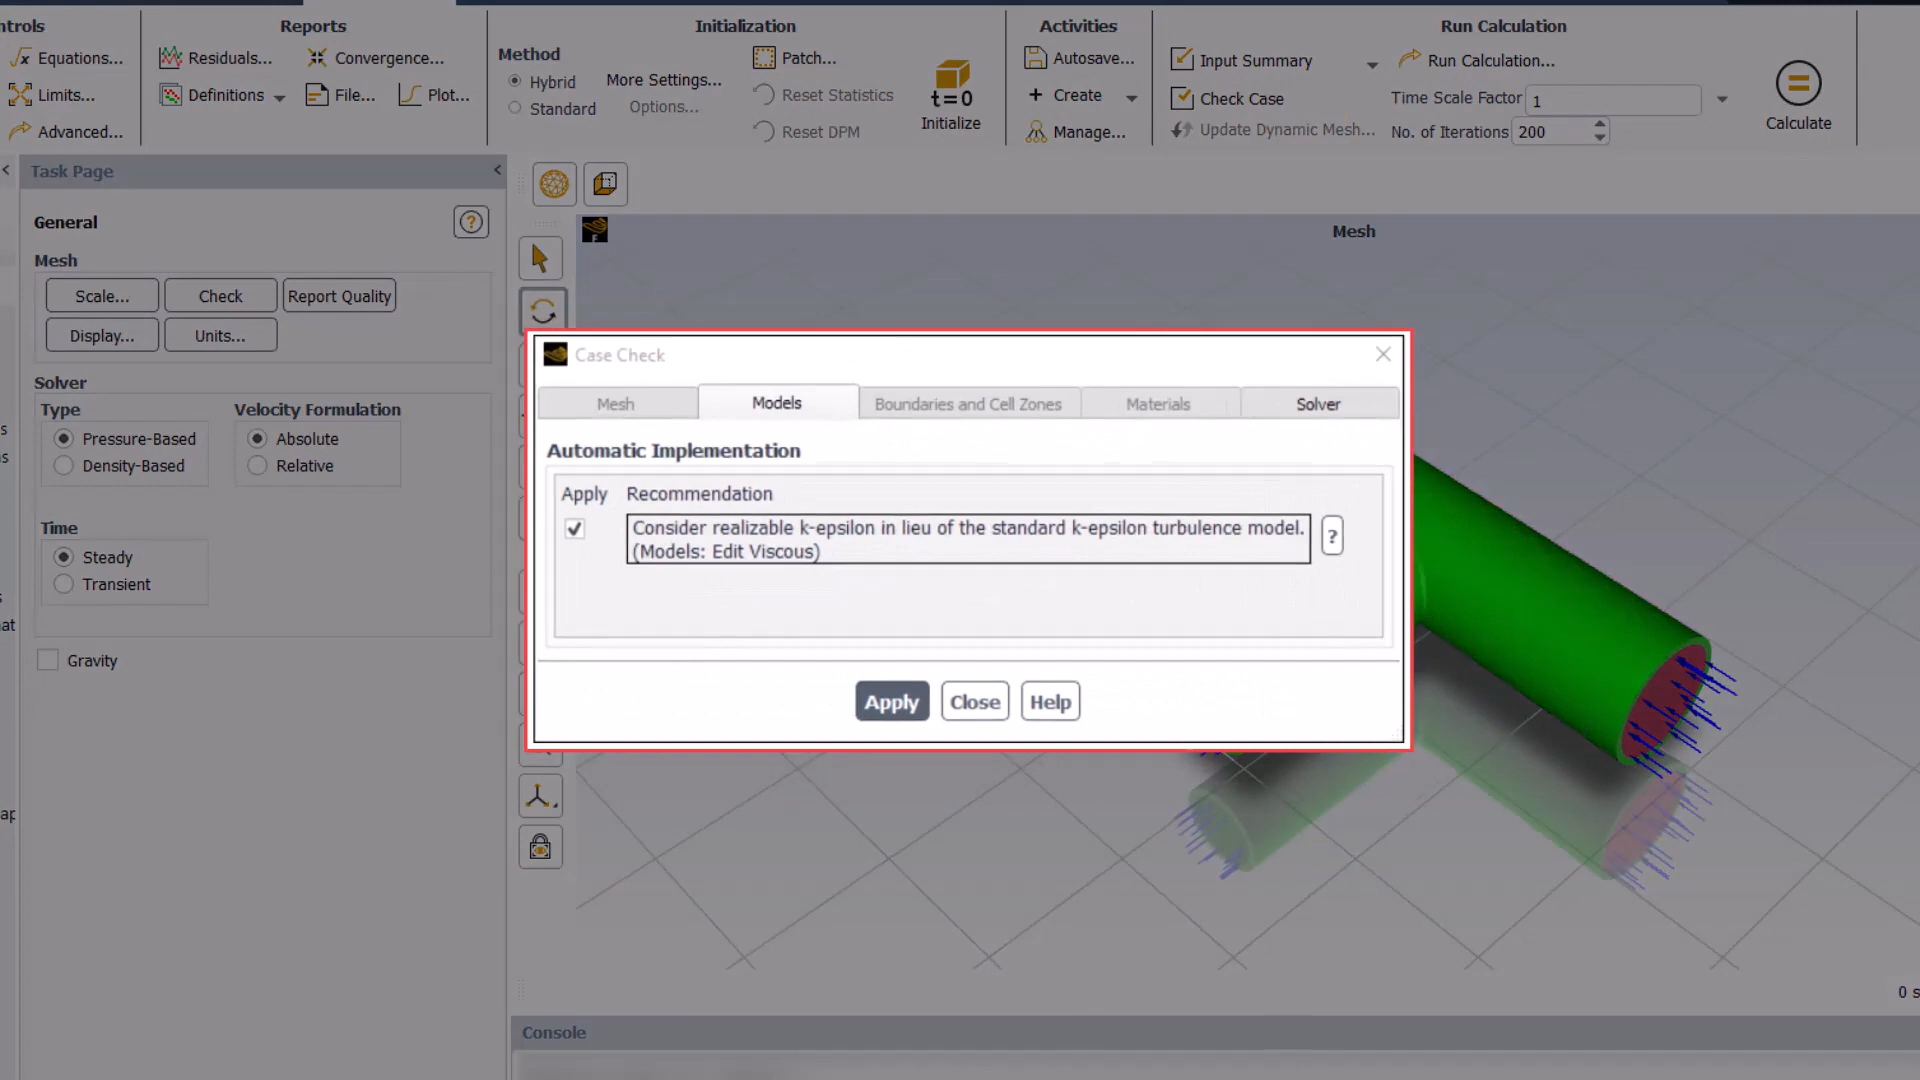 ntrols
Equations...
Limits...
Advanced...
Reports
Residuals...
Convergence...
Definitions
File...
Plot...
Initialization
Method
Hybrid
Standard
More Settings...
Options...
Patch...
Reset Statistics
Reset DPM
t=0
Initialize
Activities
Autosave...
Create
Manage...
Run Calculation
Input Summary
Check Case
Update Dynamic Mesh...
Run Calculation...
Time Scale Factor 1
No. of Iterations 200
Calculate
Task Page
General
Mesh
Scale...
Check
Report Quality
Display...
Units...
Solver
Type
Pressure-Based
Density-Based
Velocity Formulation
Absolute
Relative
Time
Steady
Transient
Gravity
s
s
s
nat
ap
Mesh
Case Check
Mesh
Models
Boundaries and Cell Zones
Materials
Solver
Automatic Implementation
Apply Recommendation
Consider realizable k-epsilon in lieu of the standard k-epsilon turbulence model.
(Models: Edit Viscous)
?
Apply
Close
Help
0 s
Console